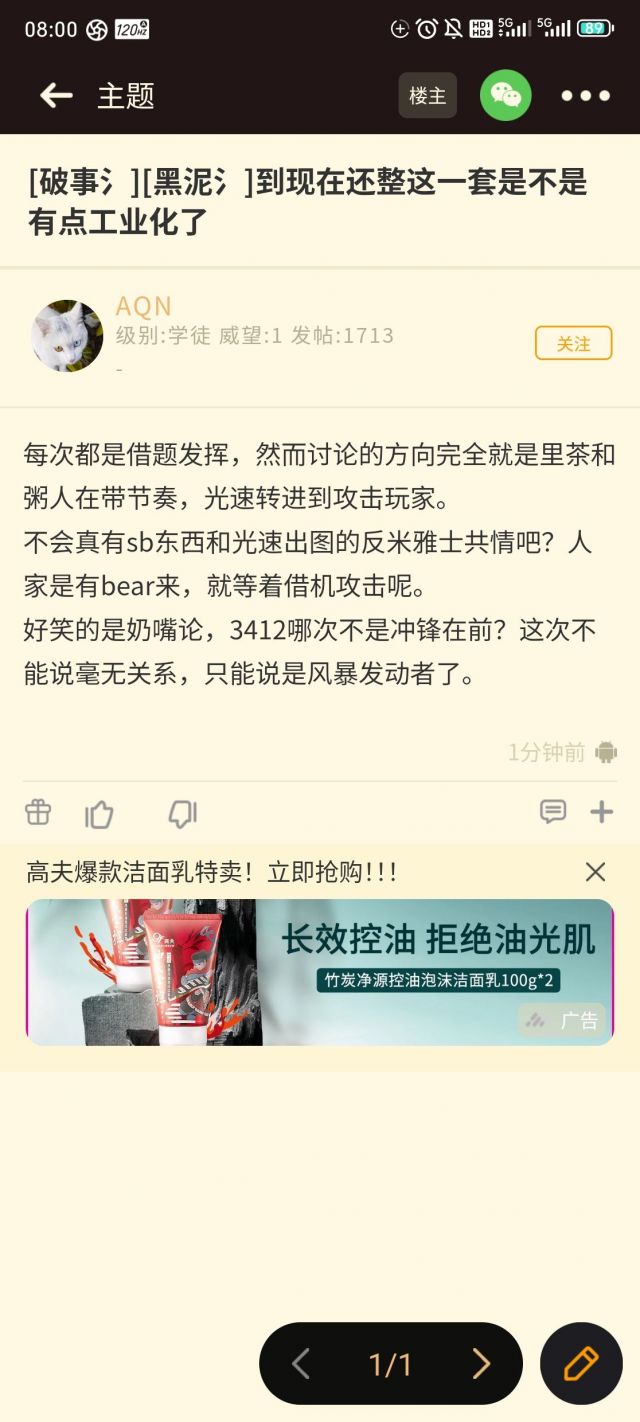 08:00 120HZ HD1 HD2 5G 5G 89
主题 楼主
[破事氵][黑泥氵]到现在还整这一套是不是
有点工业化了
AQN
级别:学徒 威望:1 发帖:1713
-
关注
每次都是借题发挥，然而讨论的方向完全就是里茶和
粥人在带节奏，光速转进到攻击玩家。
不会真有sb东西和光速出图的反米雅士共情吧？人
家是有bear来，就等着借机攻击呢。
好笑的是奶嘴论，3412哪次不是冲锋在前？这次不
能说毫无关系，只能说是风暴发动者了。
1分钟前
高夫爆款洁面乳特卖！立即抢购!!!
长效控油 拒绝油光肌
竹炭净源控油泡沫洁面乳100g*2
广告
1/1